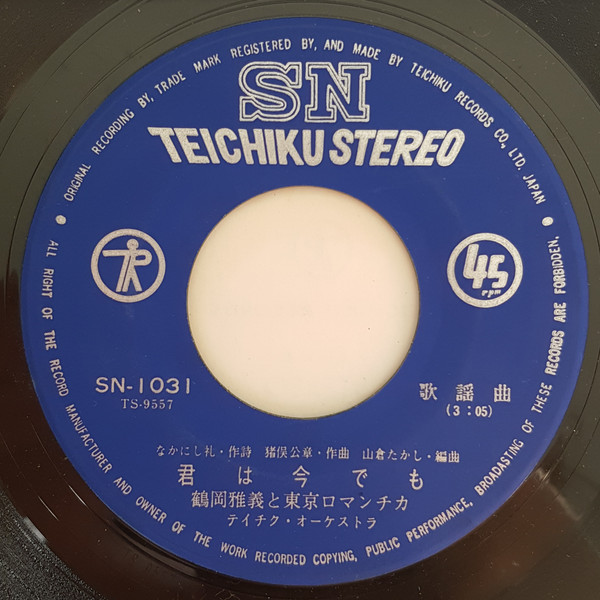 ORIGINAL RECORDING BY, TRADE MARK REGISTERED BY, AND MADE BY TEICHIKU RECORDS CO., LTD. JAPAN
SN
TEICHIKU STEREO
45
rpm
SN-1031
TS-9557
歌謡曲
(3:05)
なかにし礼・作詩 猪俣公章・作曲 山倉たかし・編曲
君は今でも
鶴岡雅義と東京ロマンチカ
テイチク・オーケストラ
ALL RIGHT OF THE RECORD MANUFACTURER AND OWNER OF THE WORK RECORDED COPYING, PUBLIC PERFORMANCE, BROADASTING OF THESE RECORDS ARE FORBIDDEN.